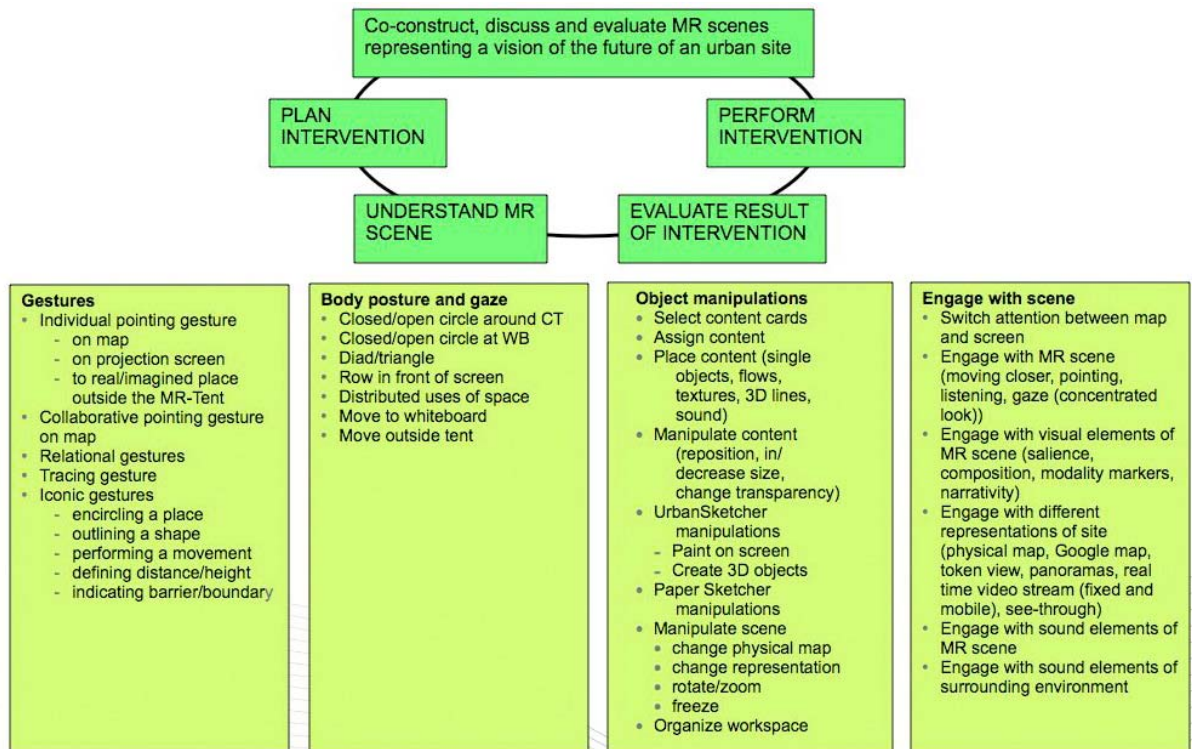 Co-construct, discuss and evaluate MR scenes
representing a vision of the future of an urban site
PLAN
INTERVENTION
PERFORM
INTERVENTION
UNDERSTAND MR
SCENE
EVALUATE RESULT
OF INTERVENTION
Gestures
• Individual pointing gesture
- on map
- on projection screen
- to real/imagined place
outside the MR-Tent
• Collaborative pointing gesture
on map
• Relational gestures
• Tracing gesture
• Iconic gestures
- encircling a place
- outlining a shape
- performing a movement
- defining distance/height
- indicating barrier/boundary
Body posture and gaze
• Closed/open circle around CT
• Closed/open circle at WB
• Diad/triangle
• Row in front of screen
• Distributed uses of space
• Move to whiteboard
• Move outside tent
Object manipulations
• Select content cards
• Assign content
• Place content (single
objects, flows,
textures, 3D lines,
sound)
• Manipulate content
(reposition, in/
decrease size,
change transparency)
• UrbanSketcher
manipulations
- Paint on screen
- Create 3D objects
• Paper Sketcher
manipulations
• Manipulate scene
• change physical map
• change representation
• rotate/zoom
• freeze
• Organize workspace
Engage with scene
• Switch attention between map
and screen
• Engage with MR scene
(moving closer, pointing,
listening, gaze (concentrated
look))
• Engage with visual elements of
MR scene (salience,
composition, modality markers,
narrativity)
• Engage with different
representations of site
(physical map, Google map,
token view, panoramas, real
time video stream (fixed and
mobile), see-through)
• Engage with sound elements of
MR scene
• Engage with sound elements of
surrounding environment